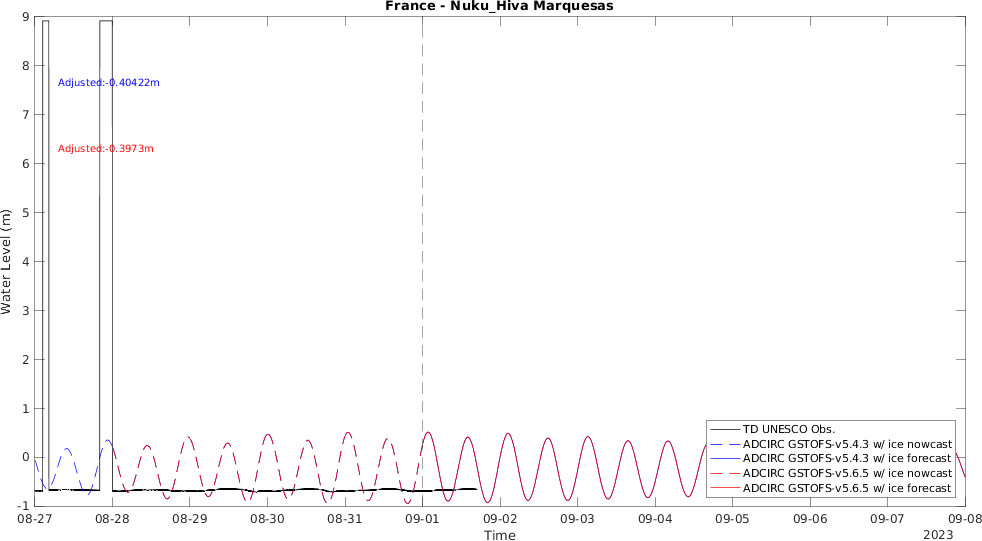 France - Nuku_Hiva Marquesas
9
8
7
6
5
4
3
2
1
0
-1
Water Level (m)
Adjusted:-0.40422m
Adjusted:-0.3973m
TD UNESCO Obs.
ADCIRC GSTOFS-v5.4.3 w/ ice nowcast
ADCIRC GSTOFS-v5.4.3 w/ ice forecast
ADCIRC GSTOFS-v5.6.5 w/ ice nowcast
ADCIRC GSTOFS-v5.6.5 w/ ice forecast
08-27 08-28 08-29 08-30 08-31 09-01 09-02 09-03 09-04 09-05 09-06 09-07 09-08
Time
2023